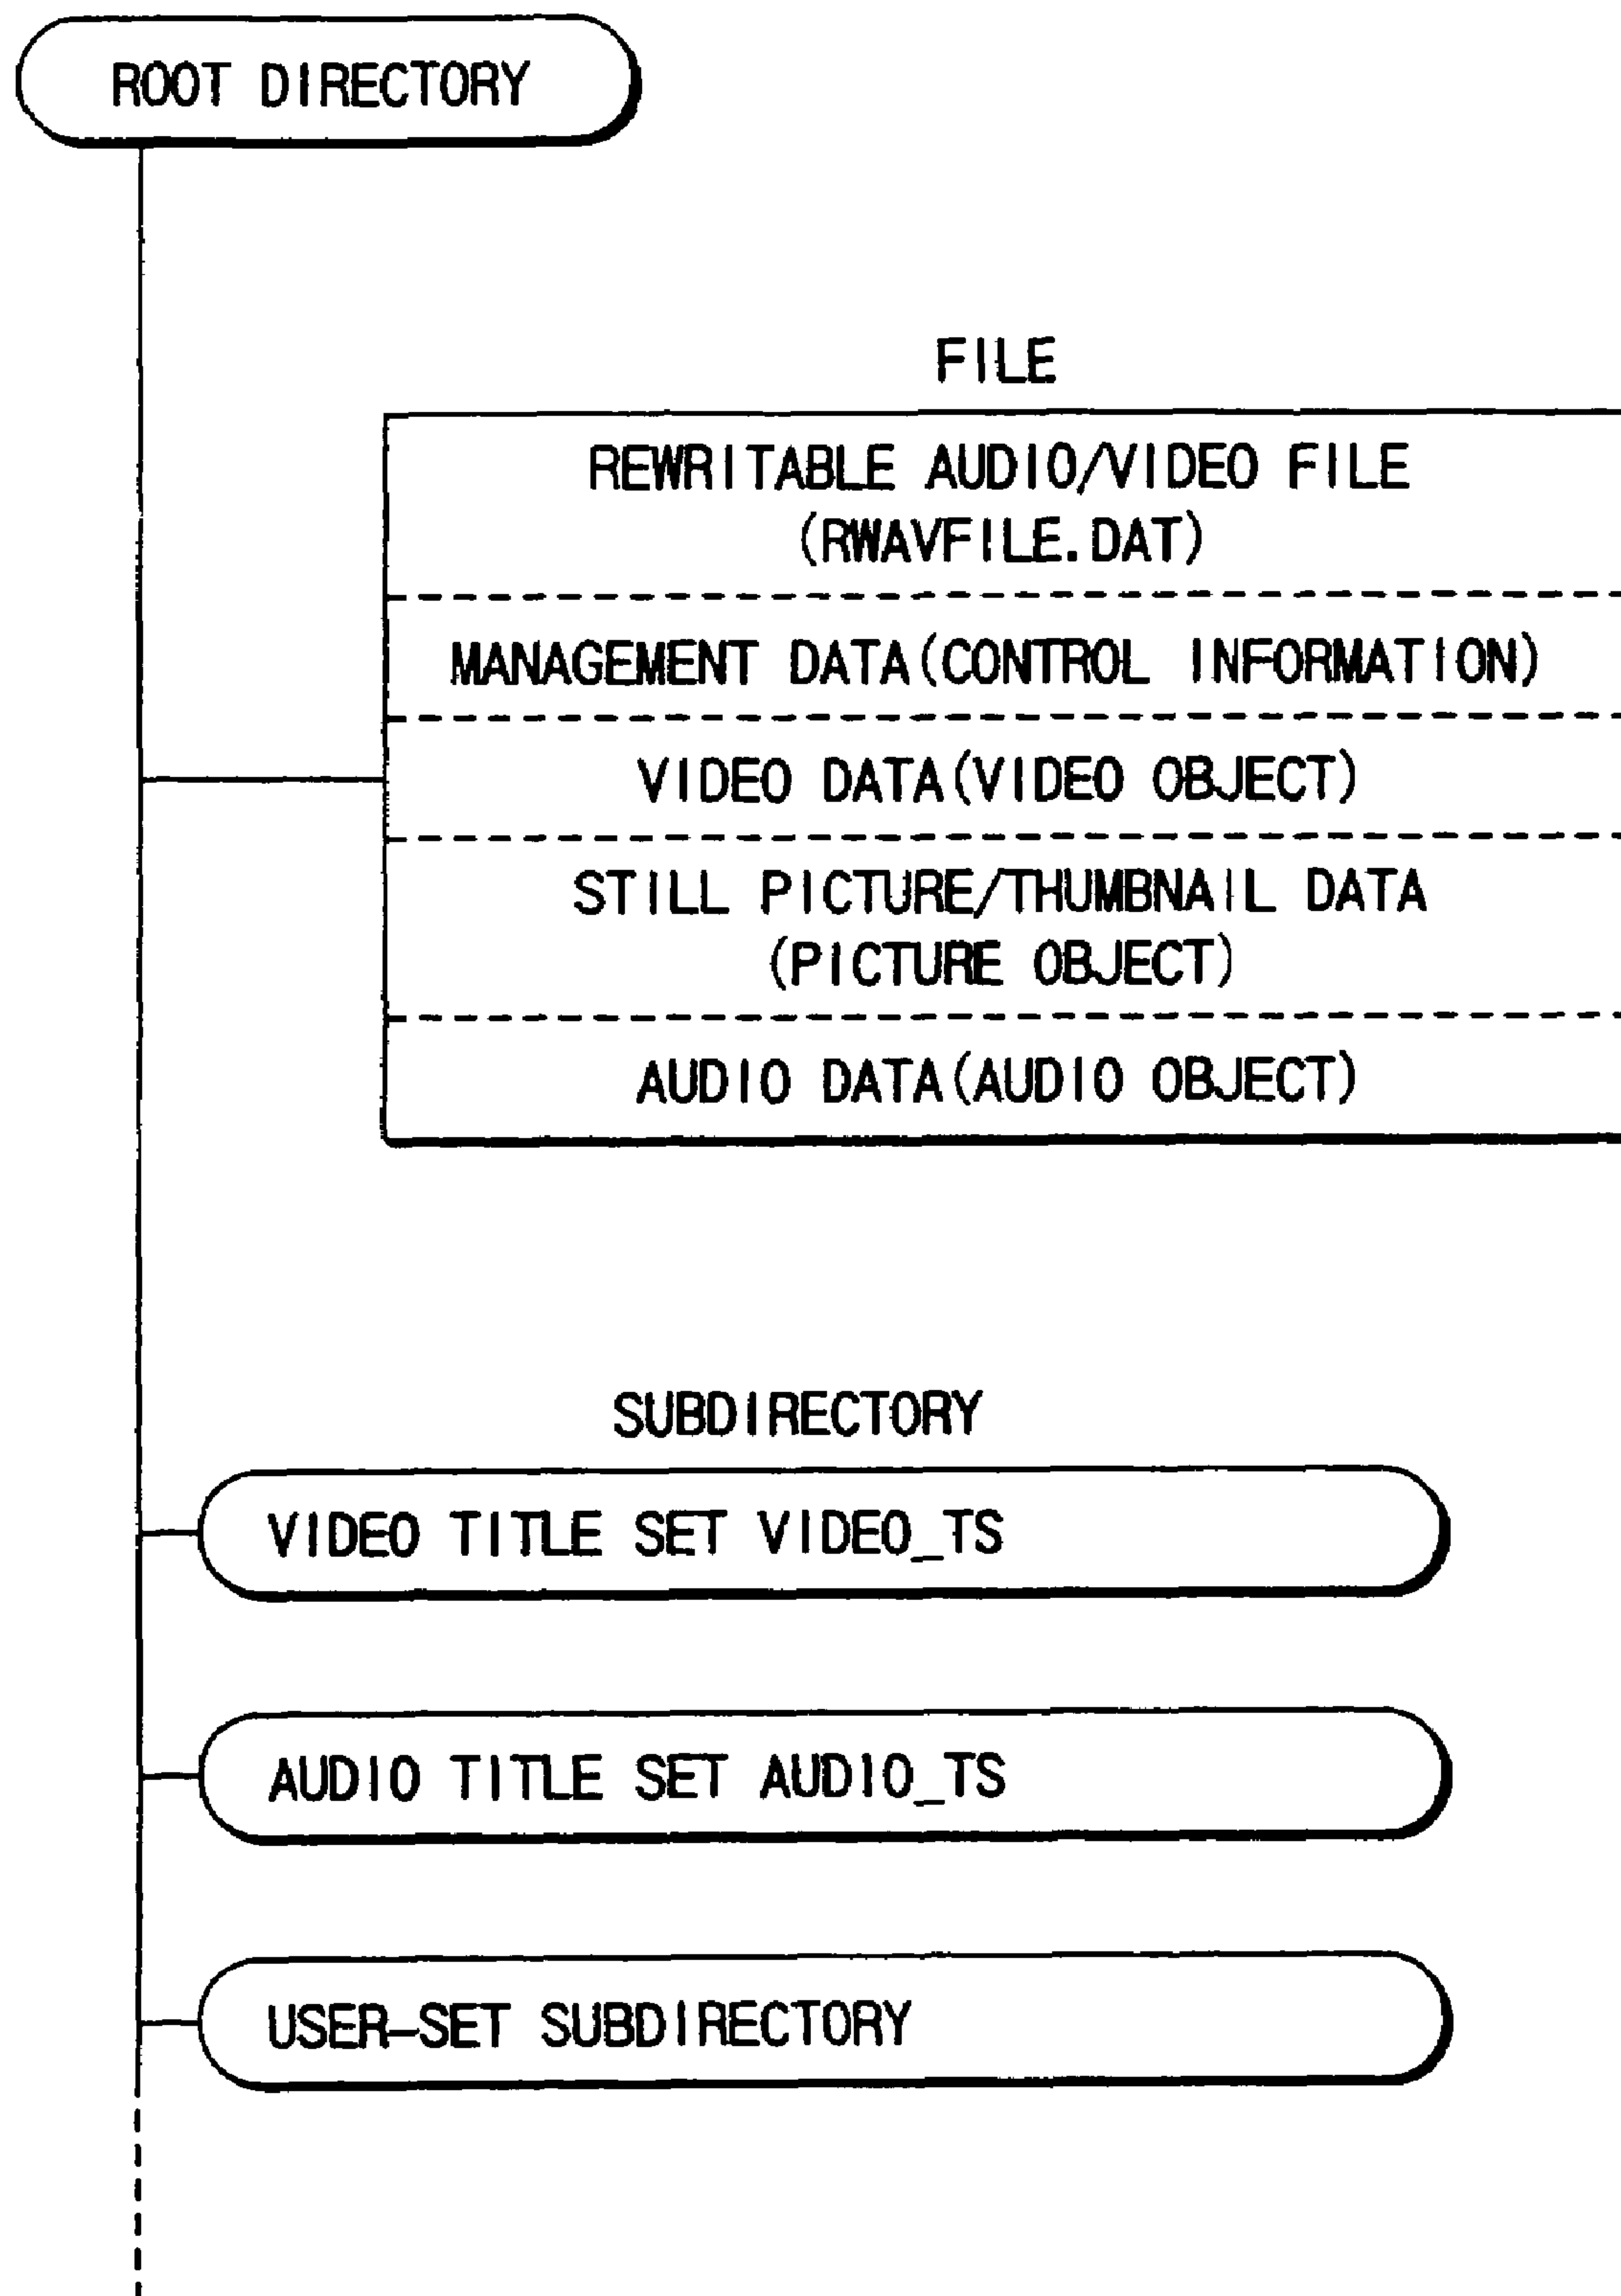 ROOT DIRECTORY
FILE
REWRITABLE AUDIO/VIDEO FILE
(RWAVFILE.DAT)
MANAGEMENT DATA(CONTROL INFORMATION)
VIDEO DATA(VIDEO OBJECT)
STILL PICTURE/THUMBNAIL DATA
(PICTURE OBJECT)
AUDIO DATA(AUDIO OBJECT)
SUBDIRECTORY
VIDEO TITLE SET VIDEO_TS
AUDIO TITLE SET AUDIO_TS
USER-SET SUBDIRECTORY